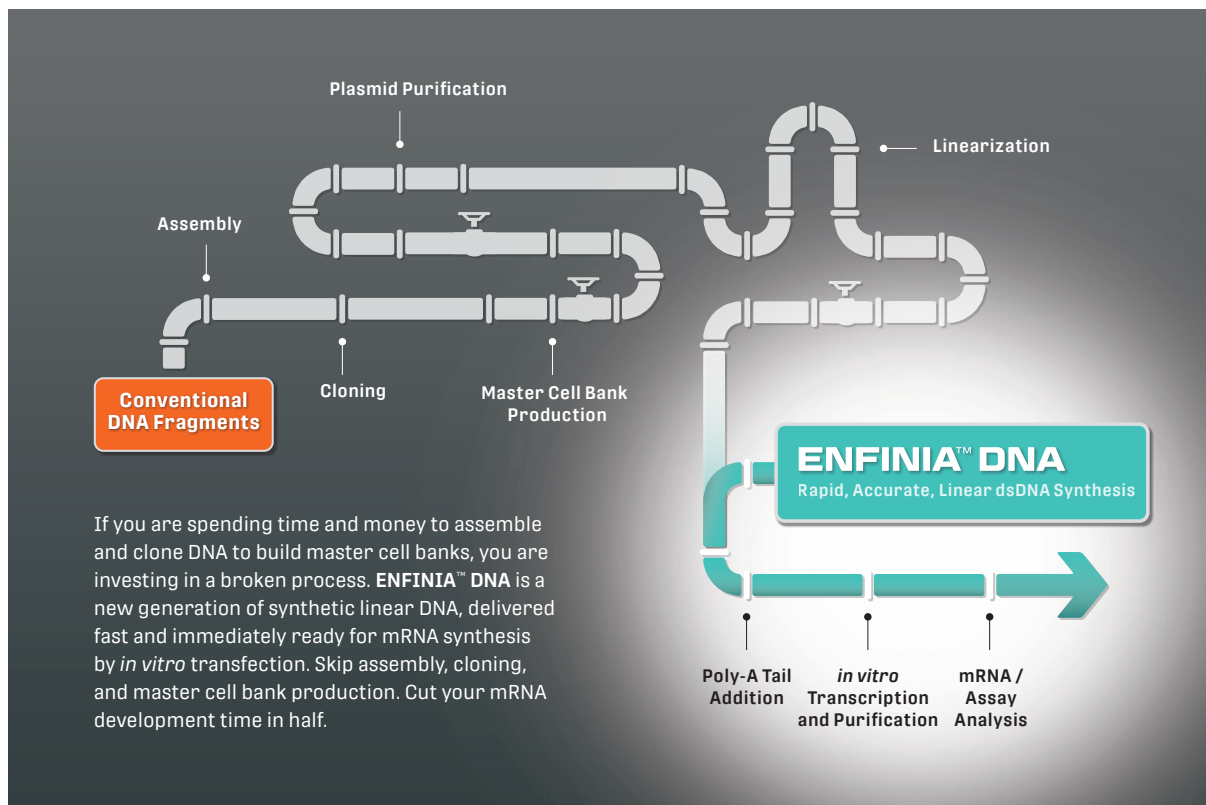 Plasmid Purification
Linearization
Assembly
Cloning
Master Cell Bank
Production
Conventional
DNA Fragments
ENFINIA™ DNA
Rapid, Accurate, Linear dsDNA Synthesis
If you are spending time and money to assemble
and clone DNA to build master cell banks, you are
investing in a broken process. ENFINIA™ DNA is a
new generation of synthetic linear DNA, delivered
fast and immediately ready for mRNA synthesis
by in vitro transfection. Skip assembly, cloning,
and master cell bank production. Cut your mRNA
development time in half.
Poly-A Tail
Addition
in vitro
Transcription
and Purification
mRNA /
Assay
Analysis